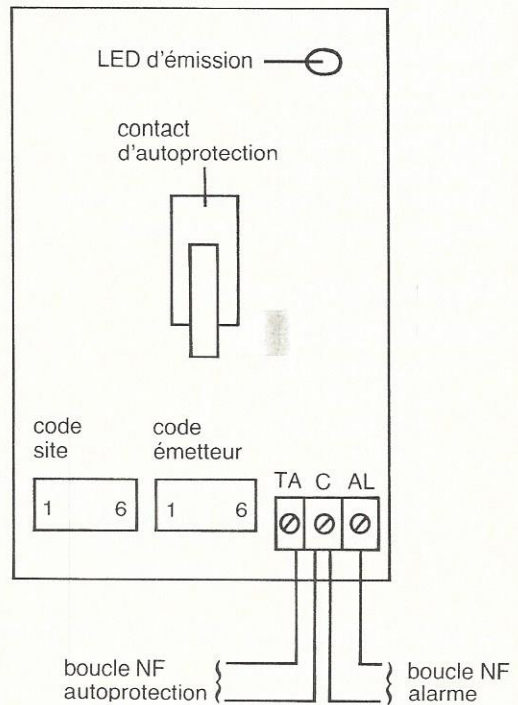 LED d'émission
contact
d'autoprotection
code
site
code
émetteur
1 6
1 6
TA C AL
boucle NF
autoprotection
boucle NF
alarme